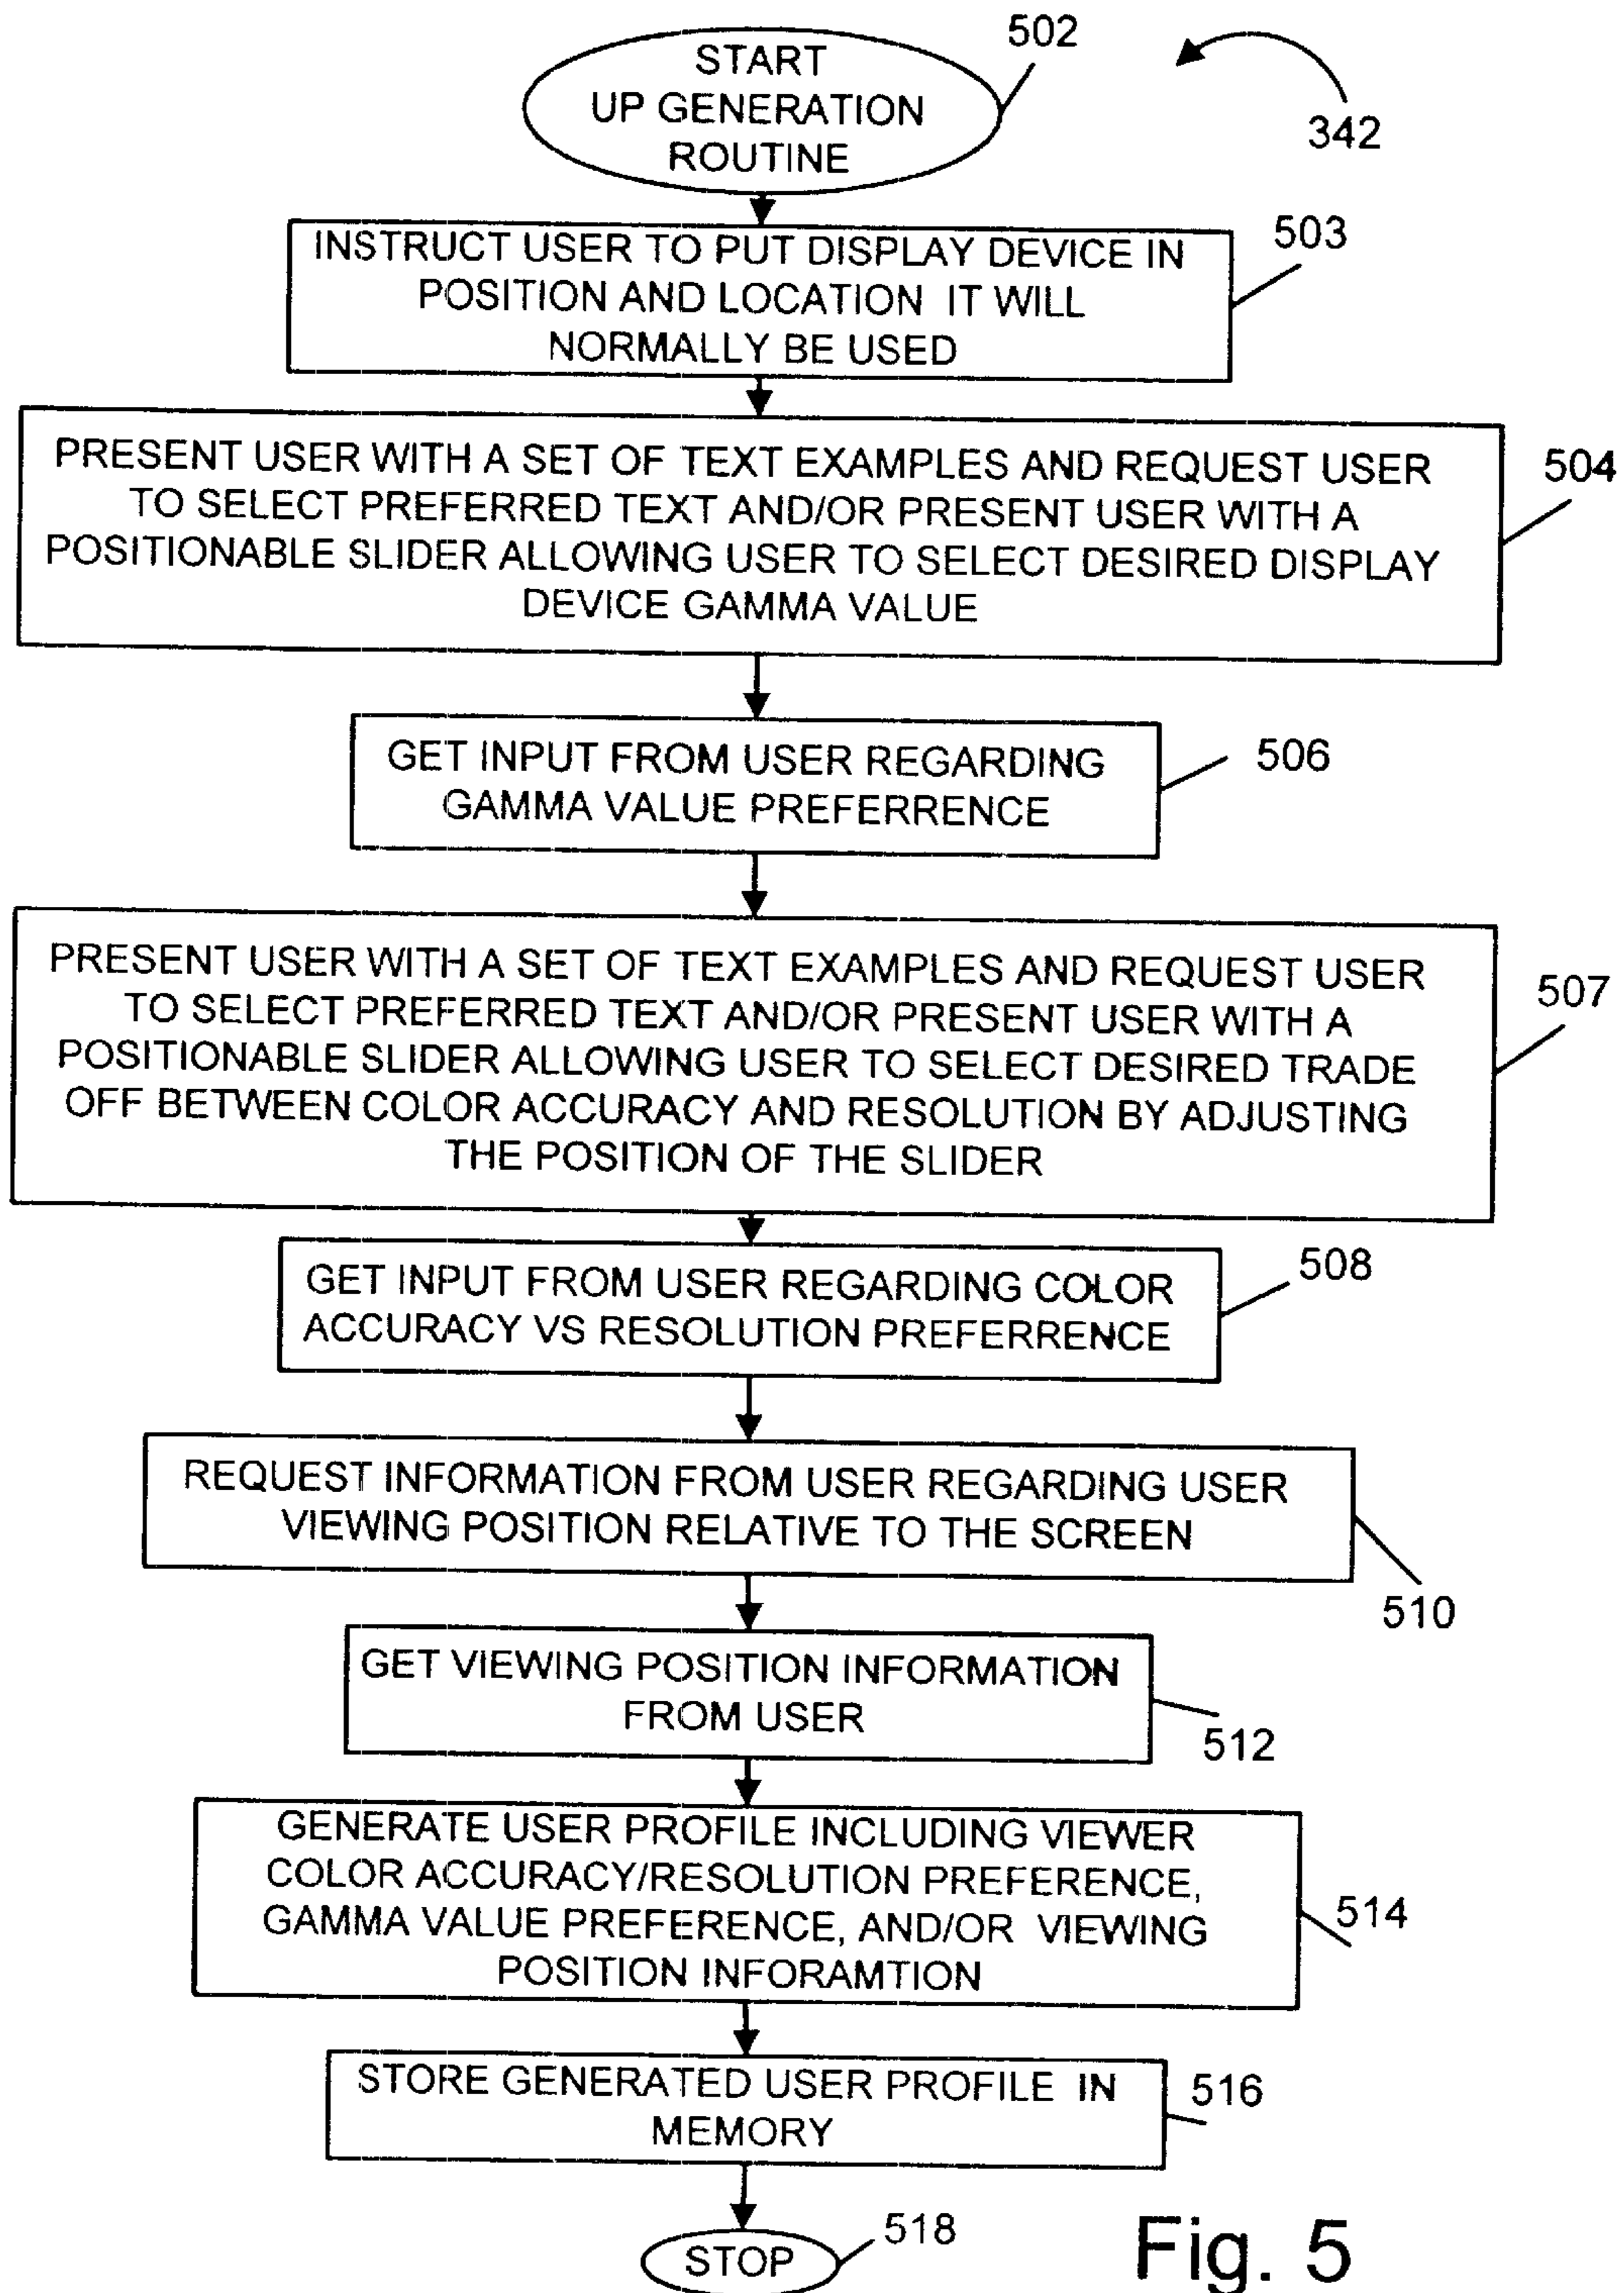 START
UP GENERATION
ROUTINE
502
342
INSTRUCT USER TO PUT DISPLAY DEVICE IN
POSITION AND LOCATION IT WILL
NORMALLY BE USED
503
PRESENT USER WITH A SET OF TEXT EXAMPLES AND REQUEST USER
TO SELECT PREFERRED TEXT AND/OR PRESENT USER WITH A
POSITIONABLE SLIDER ALLOWING USER TO SELECT DESIRED DISPLAY
DEVICE GAMMA VALUE
504
GET INPUT FROM USER REGARDING
GAMMA VALUE PREFERRENCE
506
PRESENT USER WITH A SET OF TEXT EXAMPLES AND REQUEST USER
TO SELECT PREFERRED TEXT AND/OR PRESENT USER WITH A
POSITIONABLE SLIDER ALLOWING USER TO SELECT DESIRED TRADE
OFF BETWEEN COLOR ACCURACY AND RESOLUTION BY ADJUSTING
THE POSITION OF THE SLIDER
507
GET INPUT FROM USER REGARDING COLOR
ACCURACY VS RESOLUTION PREFERRENCE
508
REQUEST INFORMATION FROM USER REGARDING USER
VIEWING POSITION RELATIVE TO THE SCREEN
510
GET VIEWING POSITION INFORMATION
FROM USER
512
GENERATE USER PROFILE INCLUDING VIEWER
COLOR ACCURACY/RESOLUTION PREFERENCE,
GAMMA VALUE PREFERENCE, AND/OR VIEWING
POSITION INFORAMTION
514
STORE GENERATED USER PROFILE IN
MEMORY
516
STOP
518
Fig. 5